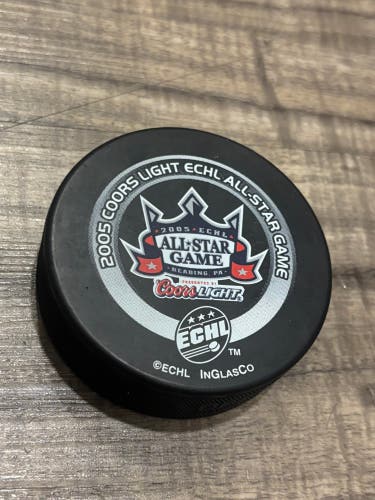 2005 COORS LIGHT ECHL ALL-STAR GAME
2005 ECHL
ALL-STAR
GAME
READING, PA
PRESENTED BY
Coors LIGHT
ECHL
TM
©ECHL INGLASCO